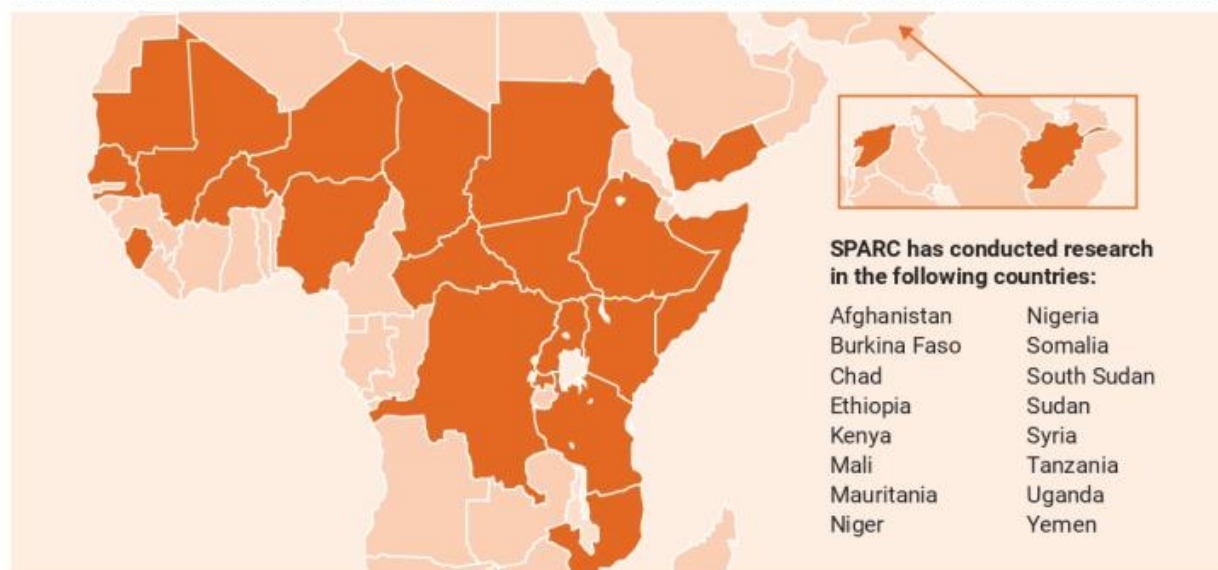 SPARC has conducted research
in the following countries:
Afghanistan
Burkina Faso
Chad
Ethiopia
Kenya
Mali
Mauritania
Niger
Nigeria
Somalia
South Sudan
Sudan
Syria
Tanzania
Uganda
Yemen